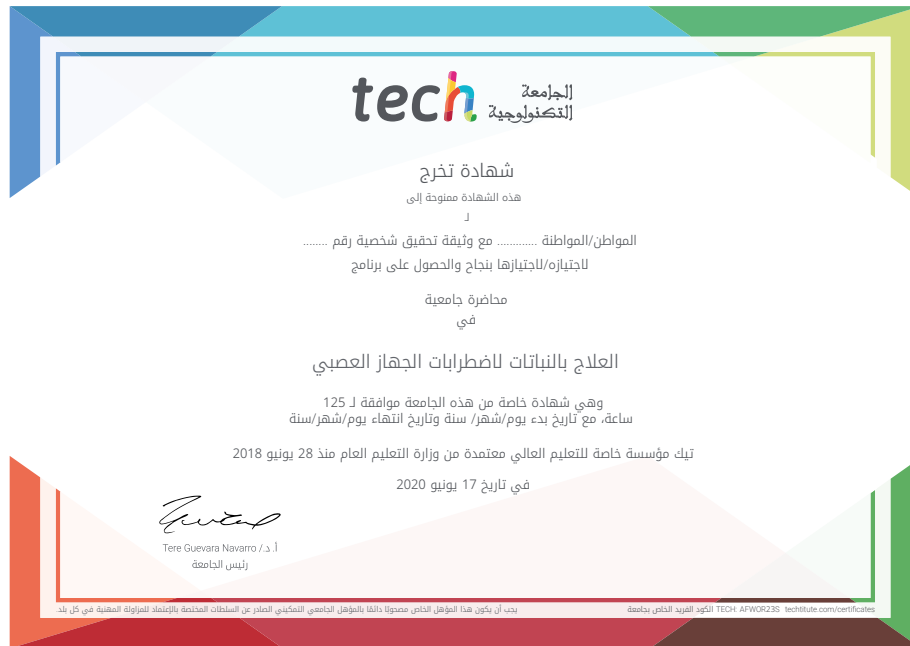 tech الجامعة
التكنولوجية
شهادة تخرج
هذه الشهادة ممنوحة إلى
لـ
المواطن/المواطنة ............ مع وثيقة تحقيق شخصية رقم ........
لاجتيازه/لاجتيازها بنجاح والحصول على برنامج
محاضرة جامعية
في
العلاج بالنباتات لاضطرابات الجهاز العصبي
وهي شهادة خاصة من هذه الجامعة موافقة لـ 125
ساعة، مع تاريخ بدء يوم/شهر/ سنة وتاريخ انتهاء يوم/شهر/سنة
تيك مؤسسة خاصة للتعليم العالي معتمدة من وزارة التعليم العام منذ 28 يونيو 2018
في تاريخ 17 يونيو 2020
أ. د./ Tere Guevara Navarro
رئيس الجامعة
يجب أن يكون هذا المؤهل الخاص مصحوبًا دائمًا بالمؤهل الجامعي التمكيني الصادر عن السلطات المختصة بالإعتماد للمزاولة المهنية في كل بلد.
الكود الفريد الخاص بجامعة TECH: AFWOR23S techtitute.com/certificates